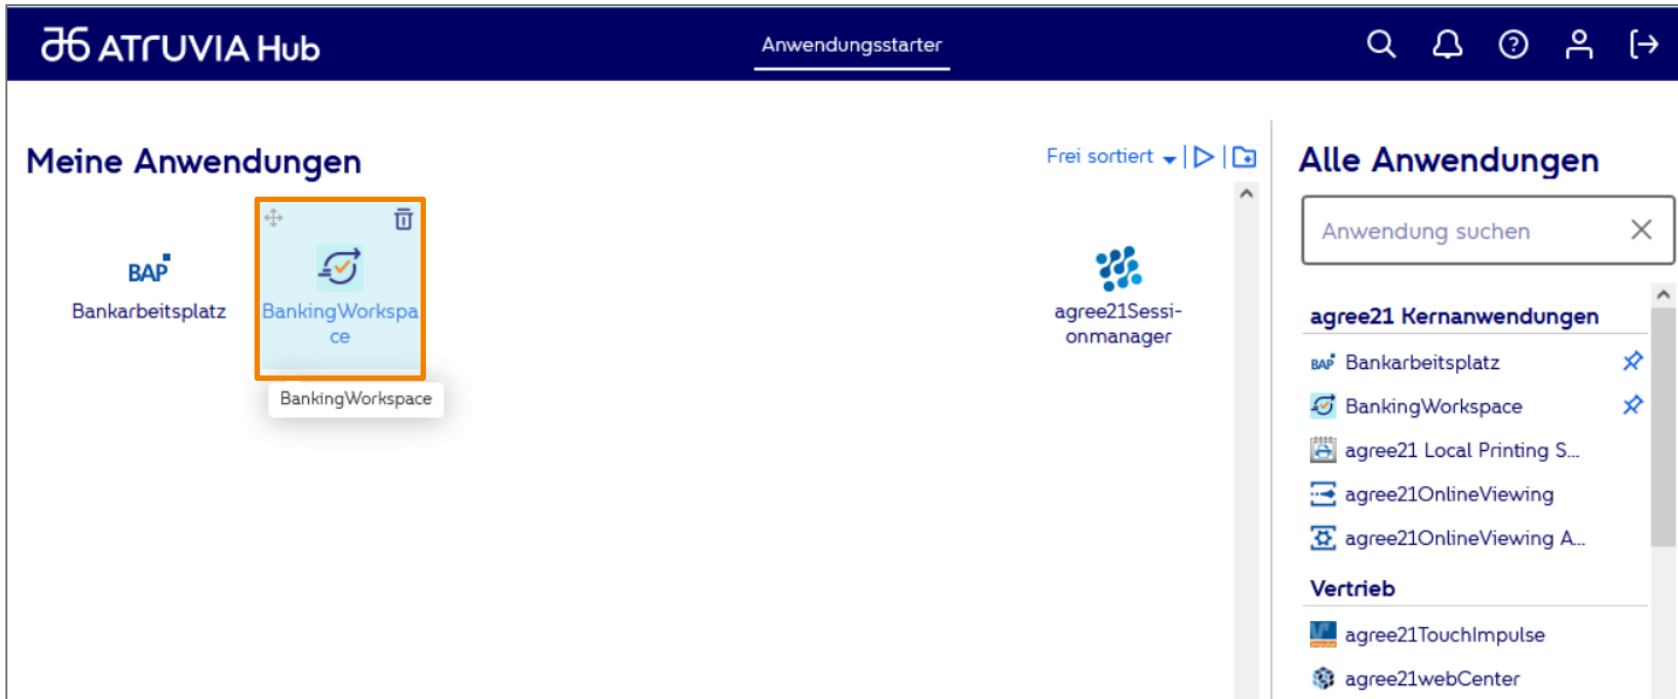 ATRUVIA Hub
Anwendungsstarter
Meine Anwendungen
Frei sortiert
BAP
Bankarbeitsplatz
BankingWorkspa
ce
BankingWorkspace
agree21Sessi-
onmanager
Alle Anwendungen
Anwendung suchen
agree21 Kernanwendungen
BAP Bankarbeitsplatz
BankingWorkspace
agree21 Local Printing S...
agree21OnlineViewing
agree21OnlineViewing A...
Vertrieb
agree21TouchImpulse
agree21webCenter